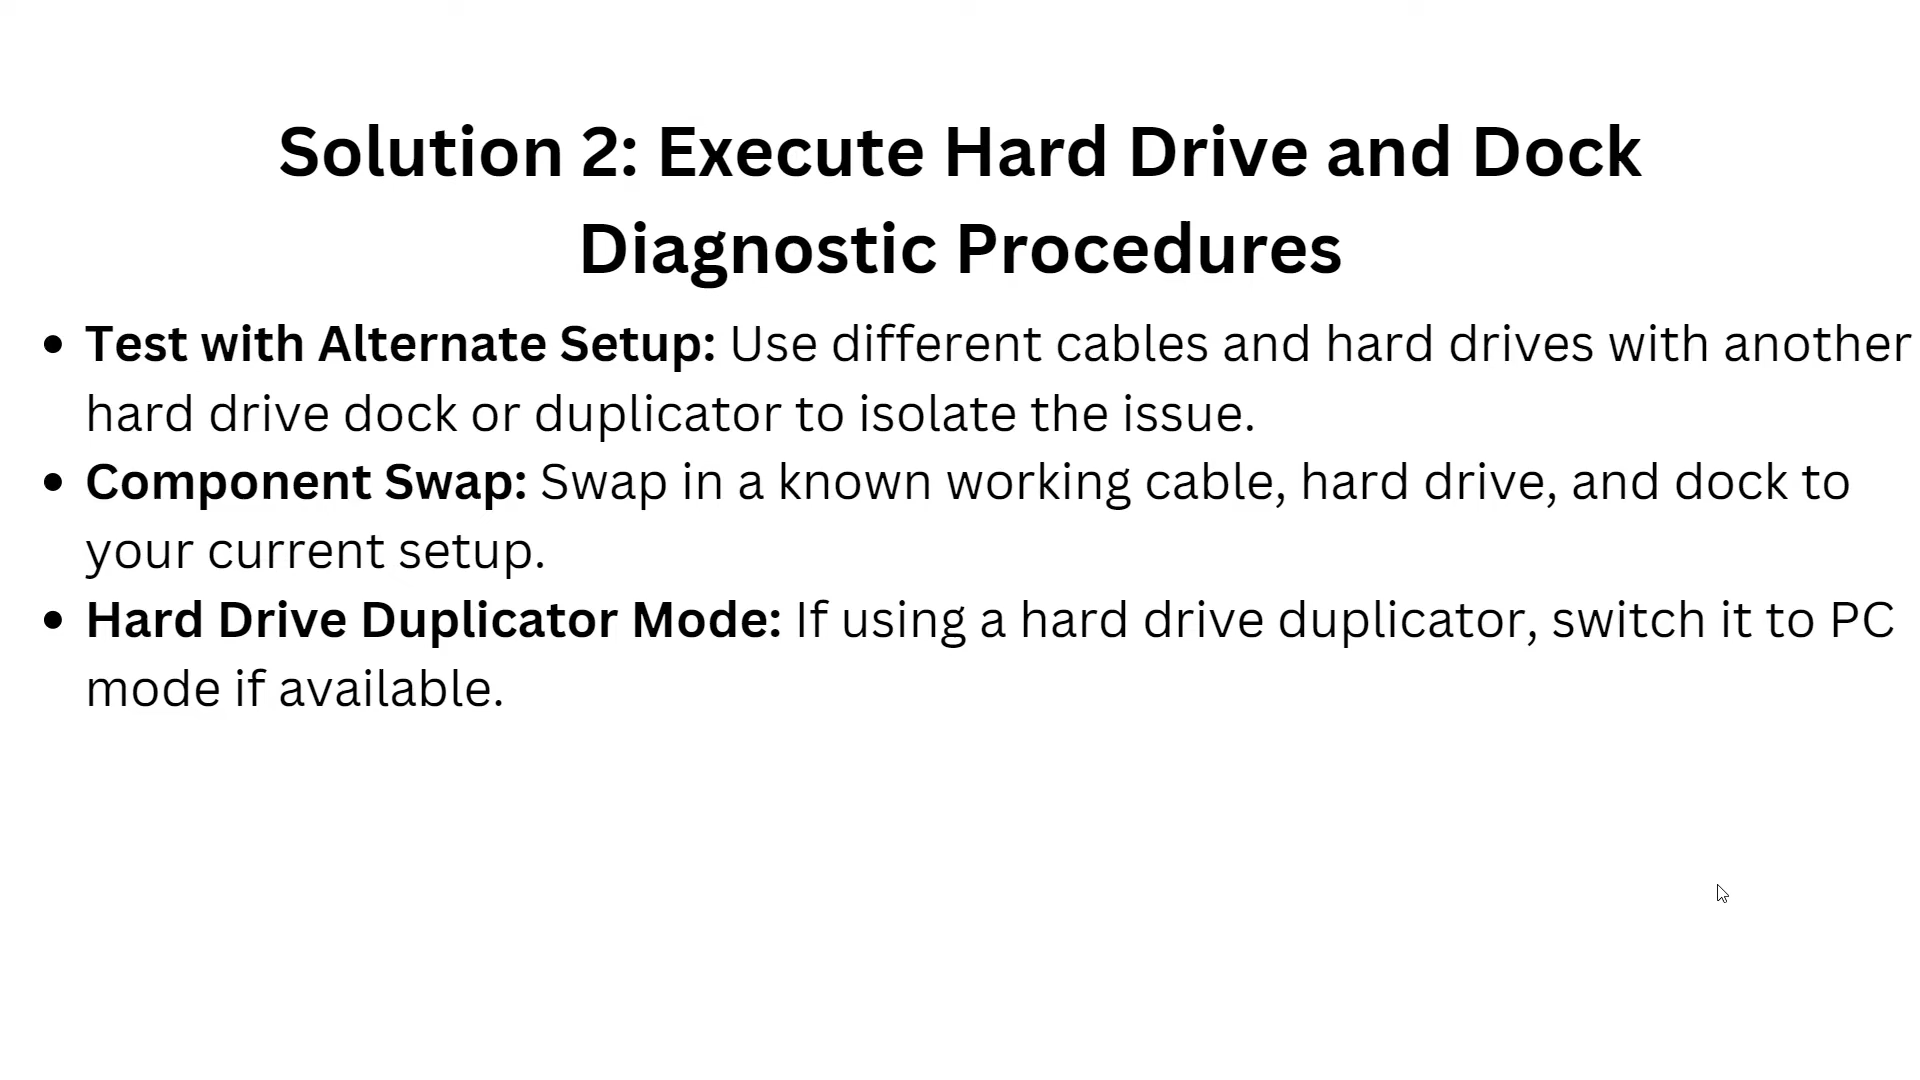 Solution 2: Execute Hard Drive and Dock
Diagnostic Procedures
• Test with Alternate Setup: Use different cables and hard drives with another
hard drive dock or duplicator to isolate the issue.
• Component Swap: Swap in a known working cable, hard drive, and dock to
your current setup.
• Hard Drive Duplicator Mode: If using a hard drive duplicator, switch it to PC
mode if available.